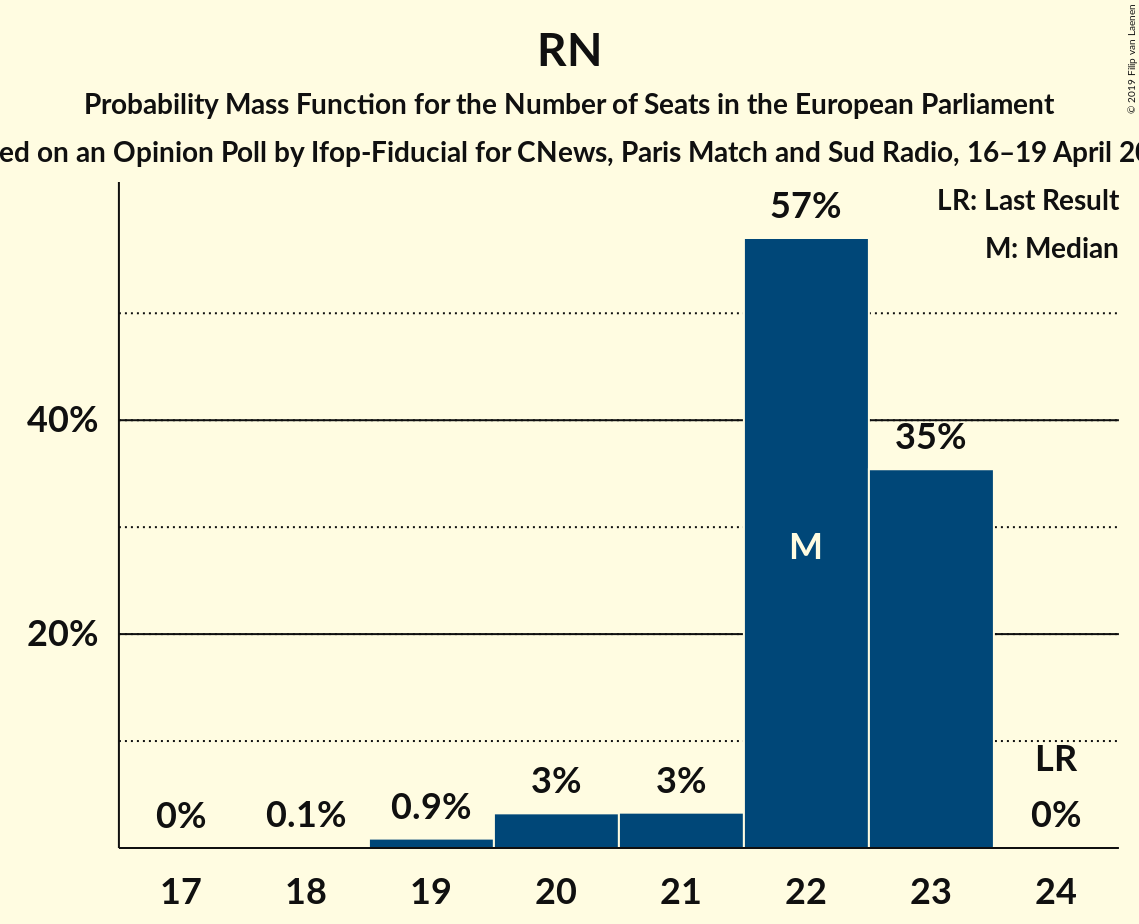 RN
Probability Mass Function for the Number of Seats in the European Parliament
ed on an Opinion Poll by Ifop-Fiducial for CNews, Paris Match and Sud Radio, 16–19 April 20
© 2019 Filip van Laenen
LR: Last Result
M: Median
57%
40%
35%
M
20%
LR
0% 0.1% 0.9% 3% 3% 0%
17 18 19 20 21 22 23 24